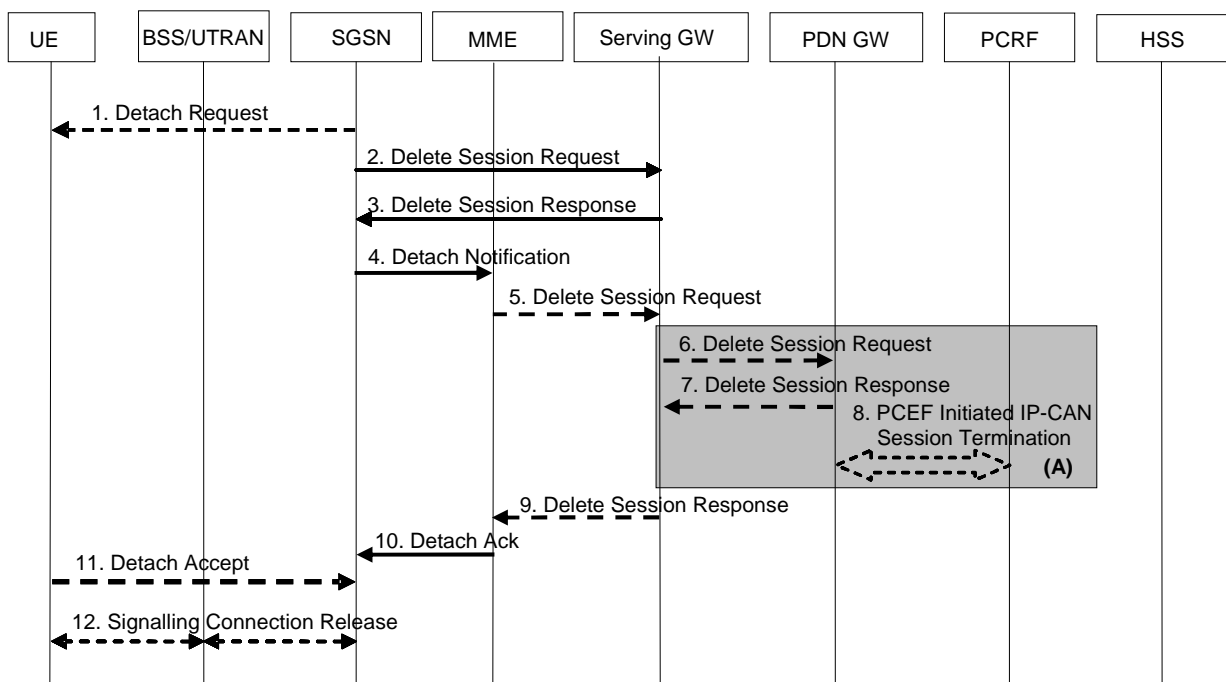 UE
BSS/UTRAN
SGSN
MME
Serving GW
PDN GW
PCRF
HSS
1. Detach Request
2. Delete Session Request
3. Delete Session Response
4. Detach Notification
5. Delete Session Request
6. Delete Session Request
7. Delete Session Response
8. PCEF Initiated IP-CAN
Session Termination
(A)
9. Delete Session Response
10. Detach Ack
11. Detach Accept
12. Signalling Connection Release